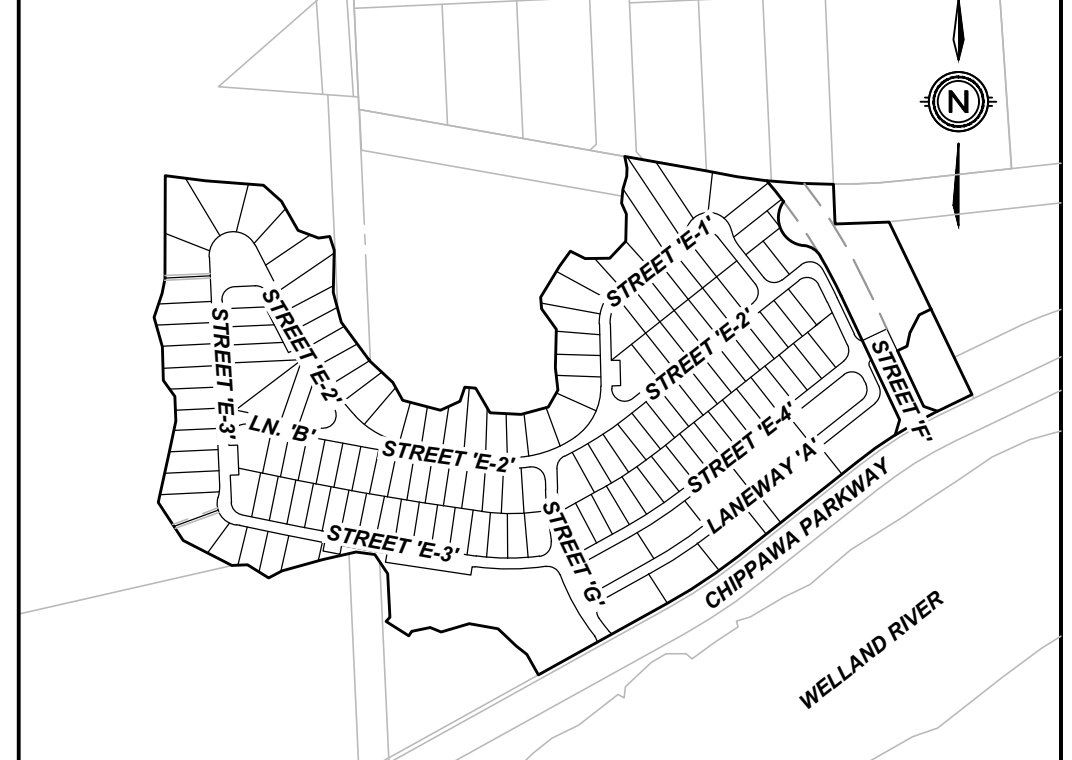 N
STREET 'E-1'
STREET 'E-2'
STREET 'E-3'
STREET 'E-2'
STREET 'F'
LN. 'B'
STREET 'E-2'
STREET 'E-4'
LANEWAY 'A'
STREET 'E-3'
STREET 'G'
CHIPPAWA PARKWAY
WELLAND RIVER